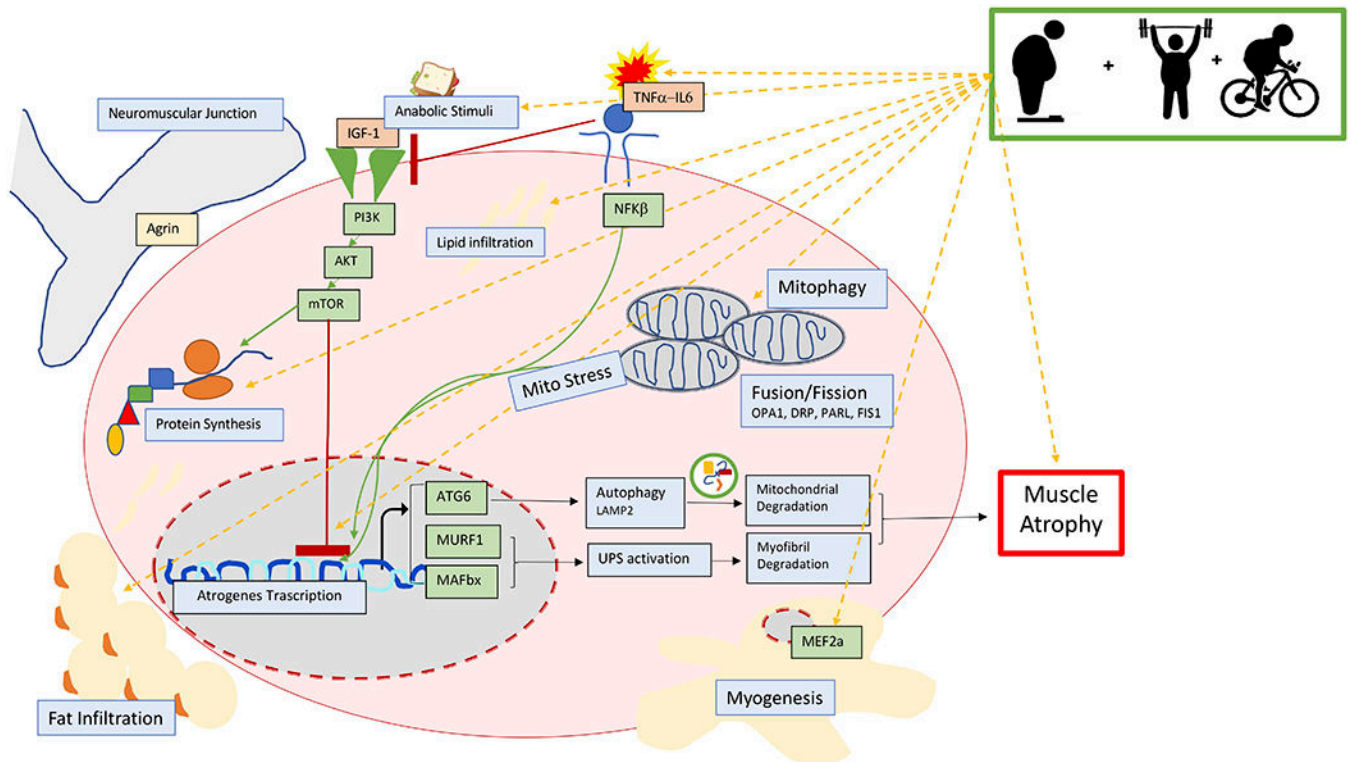 Neuromuscular Junction
Anabolic Stimuli
IGF-1
TNFα–IL6
+
+
Agrin
PI3K
AKT
mTOR
Lipid infiltration
NFKβ
Mitophagy
Mito Stress
Fusion/Fission
OPA1, DRP, PARL, FIS1
Protein Synthesis
ATG6
MURF1
MAFbx
Atrogenes Trascription
Autophagy
LAMP2
UPS activation
Mitochondrial
Degradation
Myofibril
Degradation
Muscle
Atrophy
MEF2a
Myogenesis
Fat Infiltration